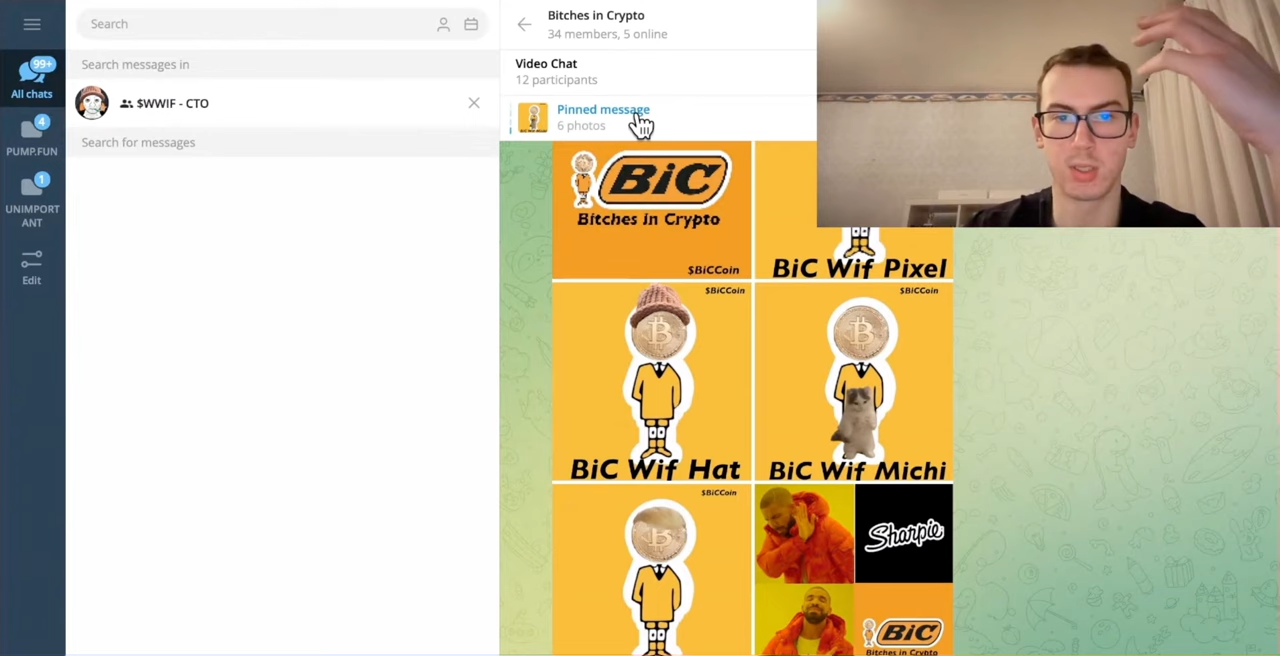 Search
Search messages in
$WWIF - CTO
Search for messages
99+
All chats
4
PUMP.FUN
1
UNIMPORT
ANT
Edit
Bitches in Crypto
34 members, 5 online
Video Chat
12 participants
Pinned message
6 photos
BiC
Bitches in Crypto
$BiCCoin
BiC Wif Pixel
$BiCCoin
BiC Wif Hat
$BiCCoin
BiC Wif Michi
$BiCCoin
Sharpie
BiC
Bitches in Crypto